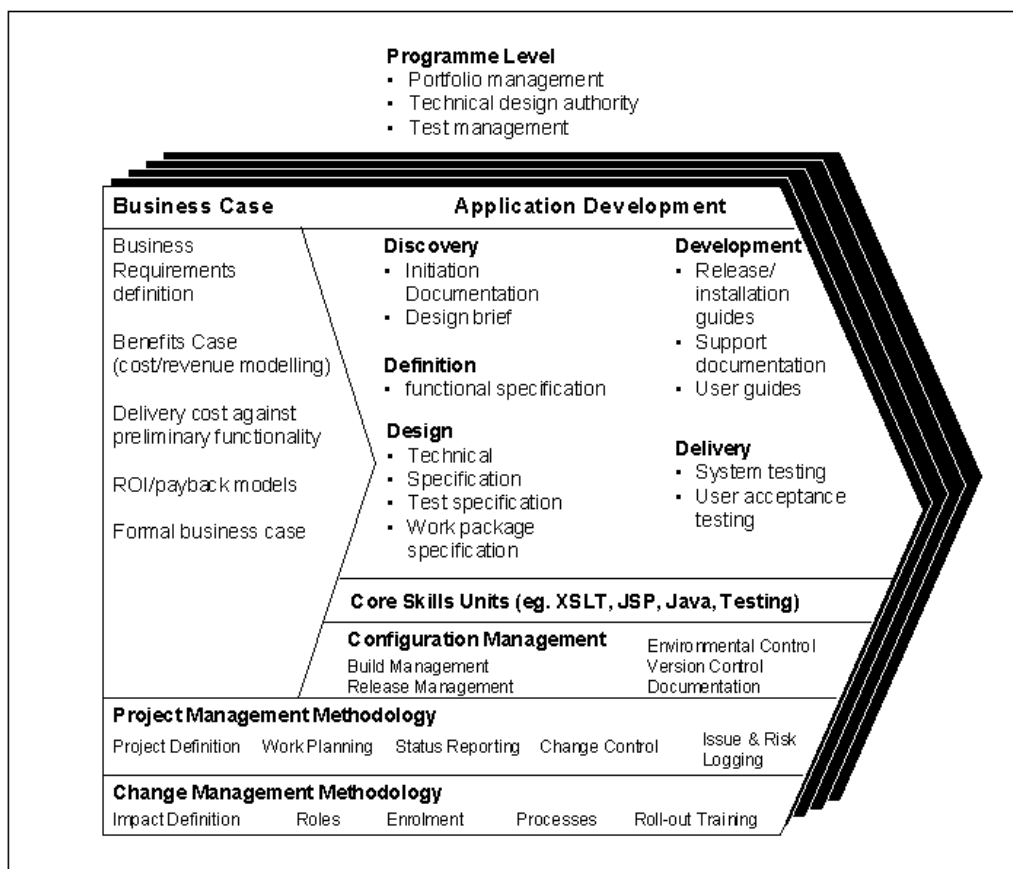 Programme Level
▪ Portfolio management
▪ Technical design authority
▪ Test management
Business Case
Application Development
Business
Requirements
definition
Benefits Case
(cost/revenue modelling)
Delivery cost against
preliminary functionality
ROI/payback models
Formal business case
Discovery
▪ Initiation
Documentation
▪ Design brief
Definition
▪ functional specification
Design
▪ Technical
▪ Specification
▪ Test specification
▪ Work package
specification
Development
▪ Release/
installation
guides
▪ Support
documentation
▪ User guides
Delivery
▪ System testing
▪ User acceptance
testing
Core Skills Units (eg. XSLT, JSP, Java, Testing)
Configuration Management
Build Management
Release Management
Environmental Control
Version Control
Documentation
Project Management Methodology
Project Definition Work Planning Status Reporting Change Control Issue & Risk
Logging
Change Management Methodology
Impact Definition Roles Enrolment Processes Roll-out Training